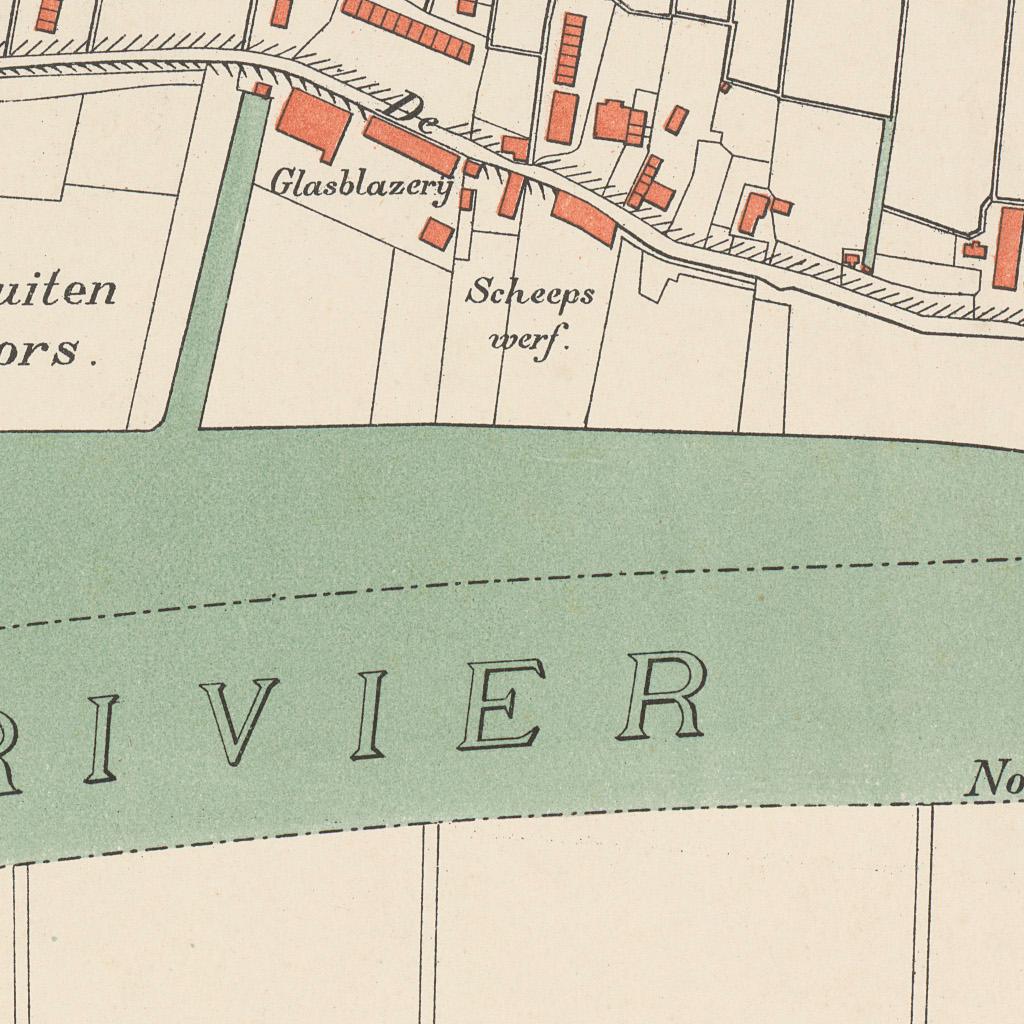 De
Glasblazerij
uiten
ors.
Scheeps
werf.
RIVIER
No